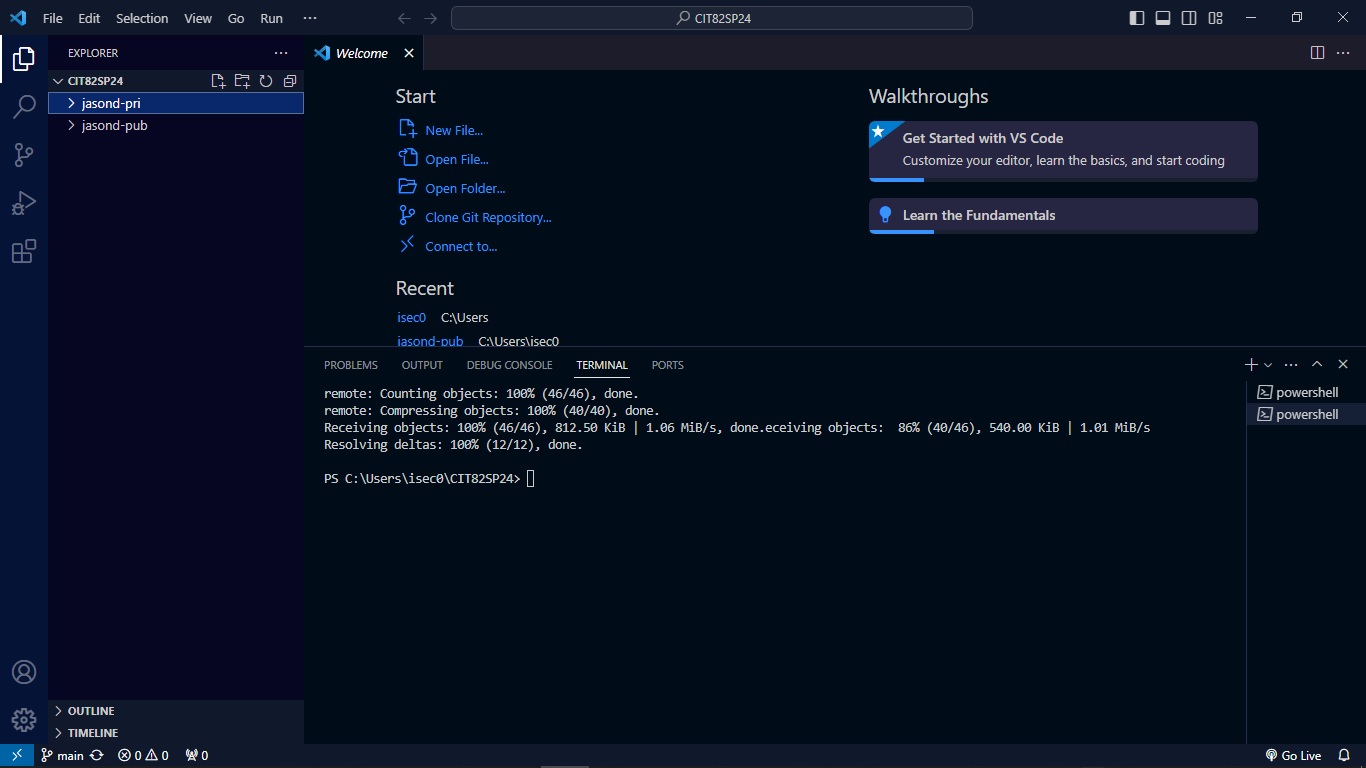 File Edit Selection View Go Run ···
CIT82SP24
EXPLORER
CIT82SP24
jasond-pri
jasond-pub
OUTLINE
TIMELINE
Welcome
Start
New File...
Open File...
Open Folder...
Clone Git Repository...
Connect to...
Recent
isec0 C:\Users
jasond-pub C:\Users\isec0
Walkthroughs
Get Started with VS Code
Customize your editor, learn the basics, and start coding
Learn the Fundamentals
PROBLEMS OUTPUT DEBUG CONSOLE TERMINAL PORTS
remote: Counting objects: 100% (46/46), done.
remote: Compressing objects: 100% (40/40), done.
Receiving objects: 100% (46/46), 812.50 KiB | 1.06 MiB/s, done.eceiving objects:  86% (40/46), 540.00 KiB | 1.01 MiB/s
Resolving deltas: 100% (12/12), done.
PS C:\Users\isec0\CIT82SP24>
powershell
powershell
main 0 0 0 Go Live